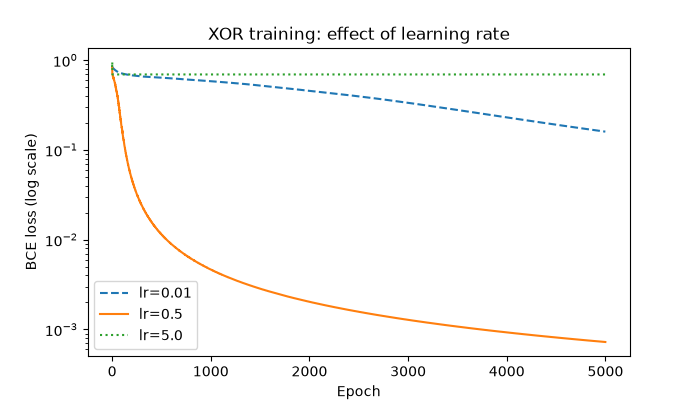 XOR training: effect of learning rate
BCE loss (log scale)
10⁰
10⁻¹
10⁻²
10⁻³
lr=0.01
lr=0.5
lr=5.0
0 1000 2000 3000 4000 5000
Epoch